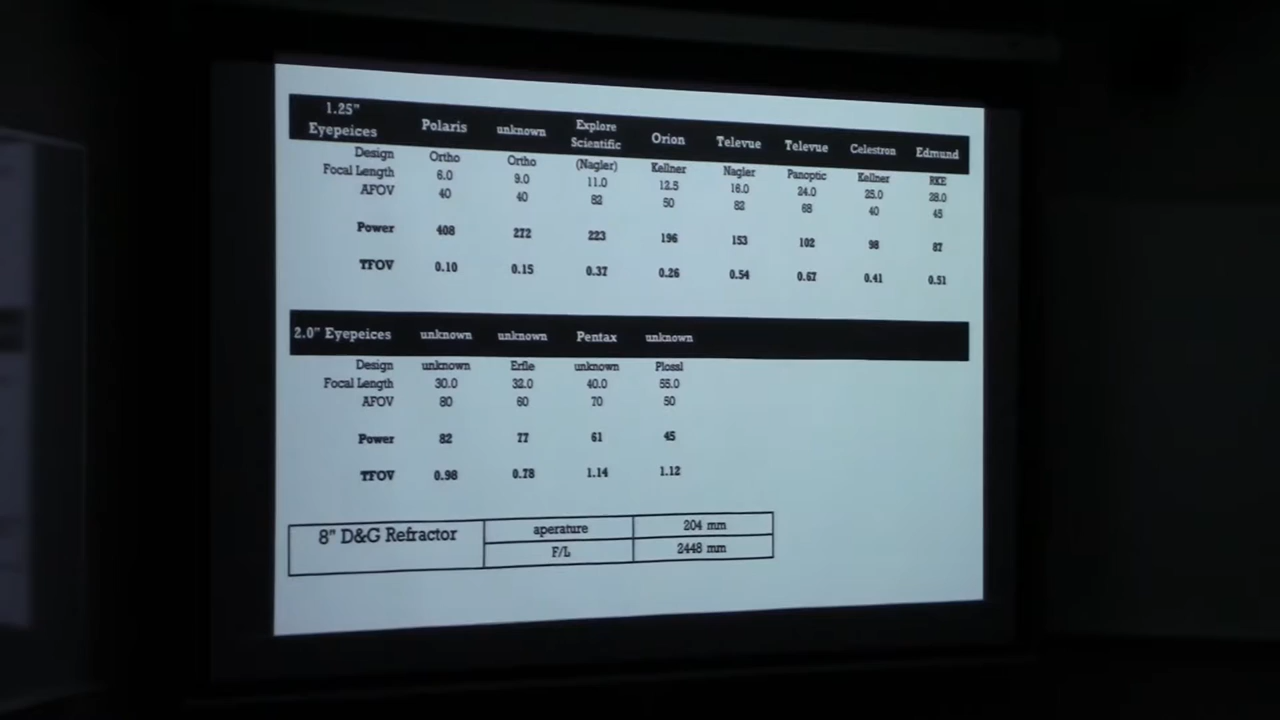 1.25" Eyepeices Polaris unknown Explore Scientific Orion Televue Televue Celestron Edmund
Design Ortho Ortho (Nagler) Kellner Nagler Panoptic Kellner RKE
Focal Length 6.0 9.0 11.0 12.5 16.0 24.0 25.0 28.0
AFOV 40 40 82 50 82 68 40 45
Power 408 272 223 196 153 102 98 87
TFOV 0.10 0.15 0.37 0.26 0.54 0.67 0.41 0.51
2.0" Eyepeices unknown unknown Pentax unknown
Design unknown Erfle unknown Plossl
Focal Length 30.0 32.0 40.0 55.0
AFOV 80 60 70 50
Power 82 77 61 45
TFOV 0.98 0.78 1.14 1.12
8" D&G Refractor aperature 204 mm
F/L 2448 mm